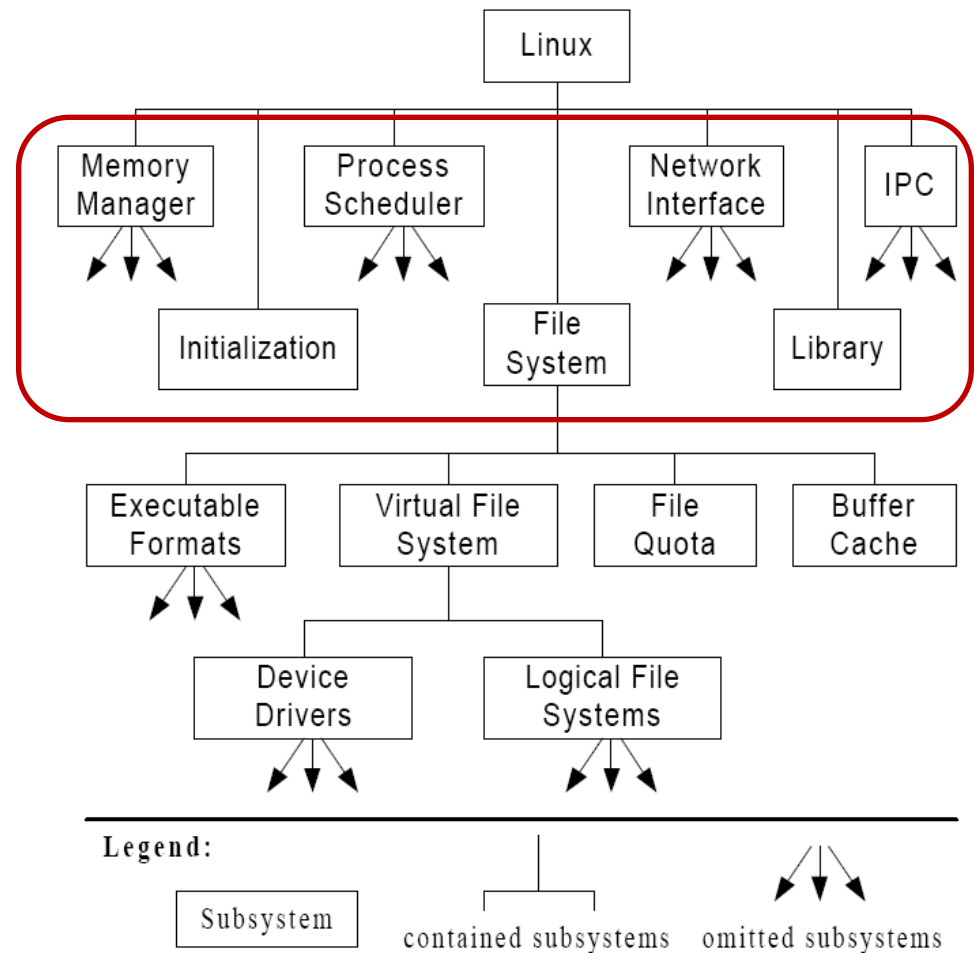 Linux
Memory
Manager
Process
Scheduler
Network
Interface
IPC
Initialization
File
System
Library
Executable
Formats
Virtual File
System
File
Quota
Buffer
Cache
Device
Drivers
Logical File
Systems
Legend:
Subsystem
contained subsystems
omitted subsystems